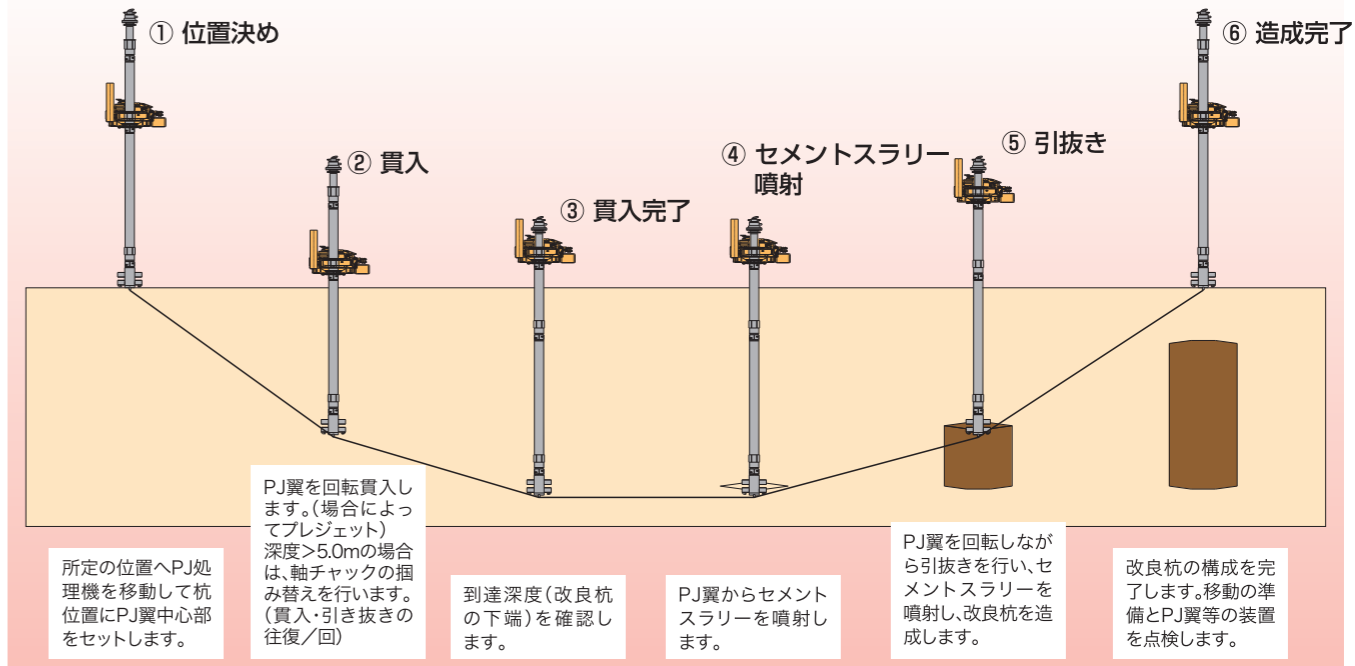 ① 位置決め
② 貫入
③ 貫入完了
④ セメントスラリー
噴射
⑤ 引抜き
⑥ 造成完了
所定の位置へPJ処
理機を移動して杭
位置にPJ翼中心部
をセットします。
PJ翼を回転貫入し
ます。(場合によっ
てプレジェット)
深度>5.0mの場合
は、軸チャックの掴
み替えを行います。
(貫入・引き抜きの
往復/回)
到達深度(改良杭
の下端)を確認し
ます。
PJ翼からセメント
スラリーを噴射し
ます。
PJ翼を回転しなが
ら引抜きを行い、セ
メントスラリーを
噴射し、改良杭を造
成します。
改良杭の構成を完
了します。移動の準
備とPJ翼等の装置
を点検します。